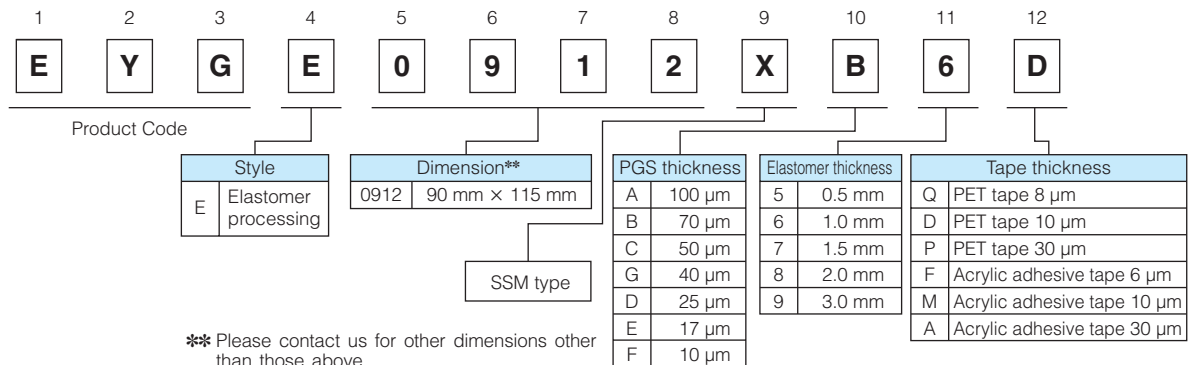 1 2 3 4 5 6 7 8 9 10 11 12
E Y G E 0 9 1 2 X B 6 D
Product Code
Style
E Elastomer
processing
Dimension**
0912 90 mm × 115 mm
SSM type
PGS thickness
A 100 µm
B 70 µm
C 50 µm
G 40 µm
D 25 µm
E 17 µm
F 10 µm
Elastomer thickness
5 0.5 mm
6 1.0 mm
7 1.5 mm
8 2.0 mm
9 3.0 mm
Tape thickness
Q PET tape 8 µm
D PET tape 10 µm
P PET tape 30 µm
F Acrylic adhesive tape 6 µm
M Acrylic adhesive tape 10 µm
A Acrylic adhesive tape 30 µm
** Please contact us for other dimensions other
than those above